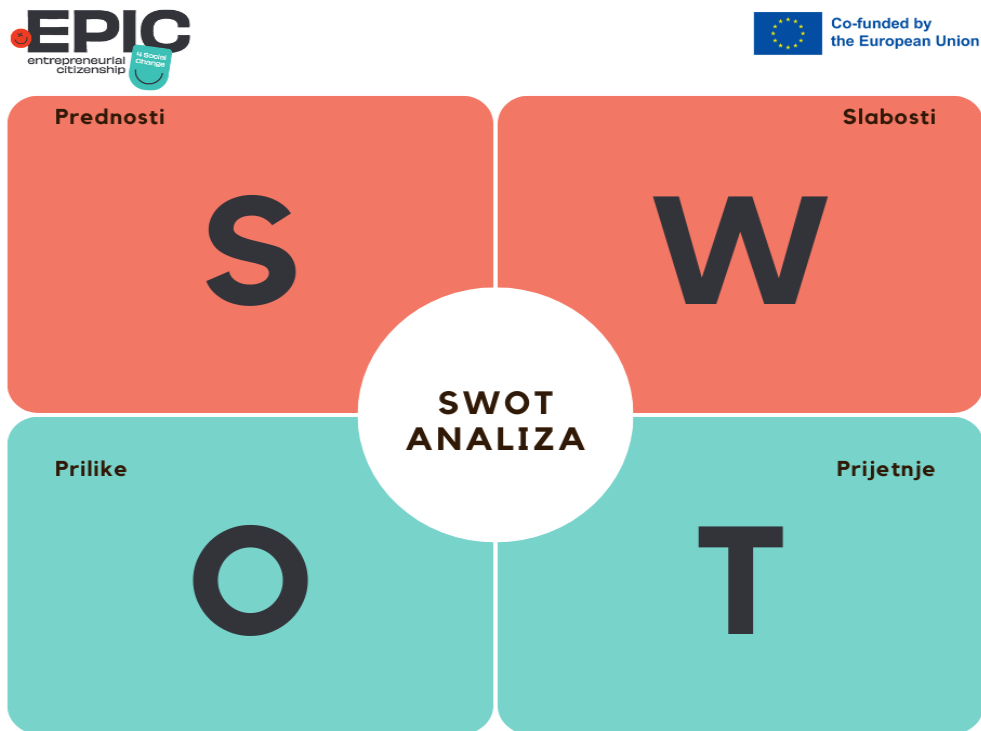 EPIC
entrepreneurial
citizenship
4 Social
Change
Co-funded by
the European Union
Prednosti
Slabosti
S
W
SWOT
ANALIZA
Prilike
Prijetnje
O
T